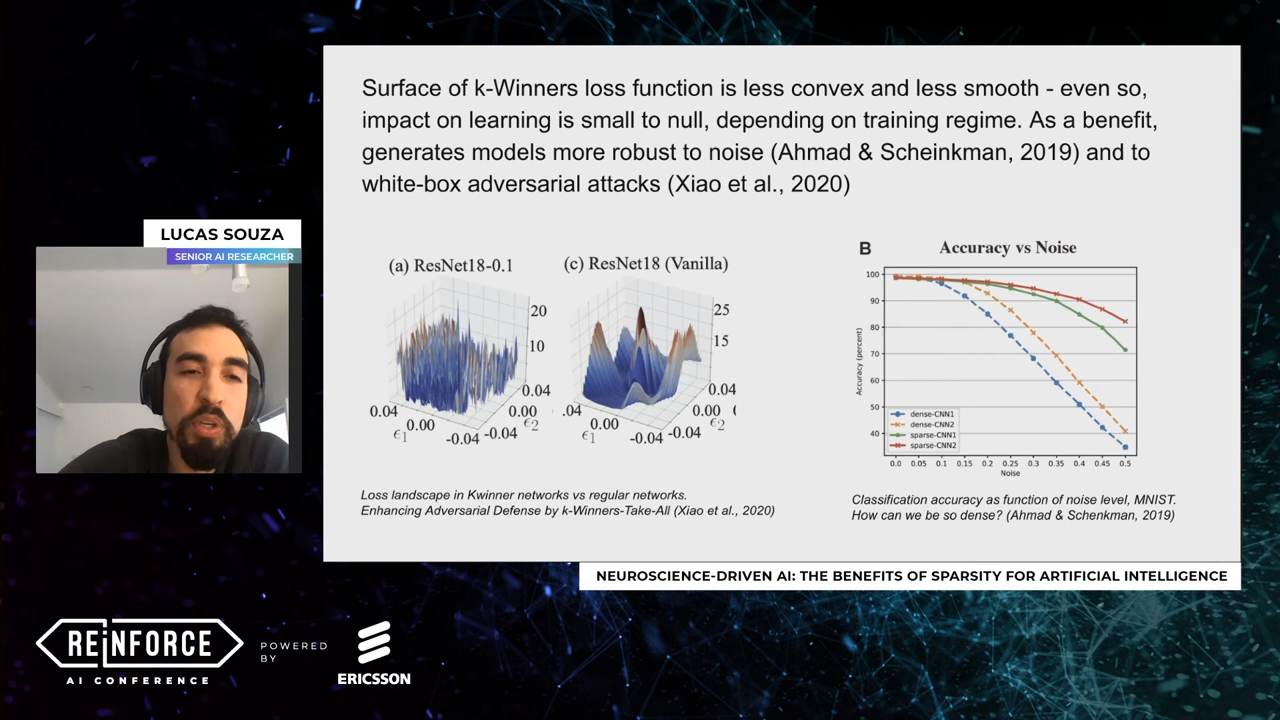 Surface of k-Winners loss function is less convex and less smooth - even so,
impact on learning is small to null, depending on training regime. As a benefit,
generates models more robust to noise (Ahmad & Scheinkman, 2019) and to
white-box adversarial attacks (Xiao et al., 2020)
LUCAS SOUZA
SENIOR AI RESEARCHER
(a) ResNet18-0.1
20
10
0.04
0.00
-0.04
ϵ1
-0.04
0.00
0.04
ϵ2
(c) ResNet18 (Vanilla)
25
15
.04
0.00
-0.04
ϵ1
-0.04
0.00
0.04
ϵ2
(
Loss landscape in Kwinner networks vs regular networks.
Enhancing Adversarial Defense by k-Winners-Take-All (Xiao et al., 2020)
B
Accuracy vs Noise
Accuracy (percent)
100
90
80
70
60
50
40
dense-CNN1
dense-CNN2
sparse-CNN1
sparse-CNN2
0.0 0.05 0.1 0.15 0.2 0.25 0.3 0.35 0.4 0.45 0.5
Noise
Classification accuracy as function of noise level, MNIST.
How can we be so dense? (Ahmad & Schenkman, 2019)
NEUROSCIENCE-DRIVEN AI: THE BENEFITS OF SPARSITY FOR ARTIFICIAL INTELLIGENCE
REINFORCE
AI CONFERENCE
POWERED
BY
ERICSSON